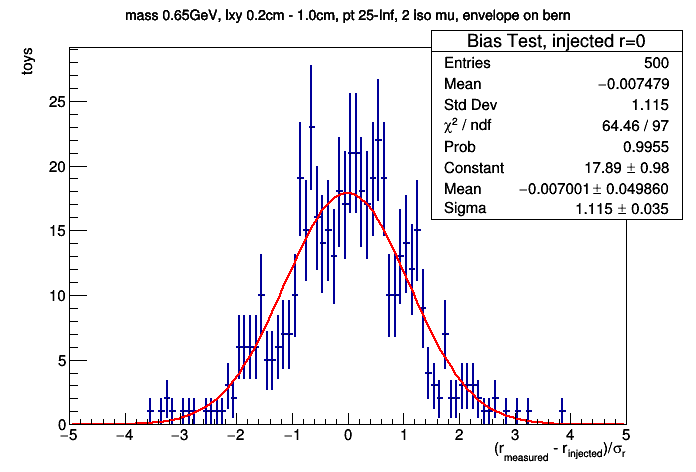 mass 0.65GeV, lxy 0.2cm - 1.0cm, pt 25-Inf, 2 iso mu, envelope on bern
Bias Test, injected r=0
Entries 500
Mean −0.007479
Std Dev 1.115
χ² / ndf 64.46 / 97
Prob 0.9955
Constant 17.89 ± 0.98
Mean −0.007001 ± 0.049860
Sigma 1.115 ± 0.035
toys
25
20
15
10
5
0
−5 −4 −3 −2 −1 0 1 2 3 4 5
(r_measured - r_injected)/σ_r